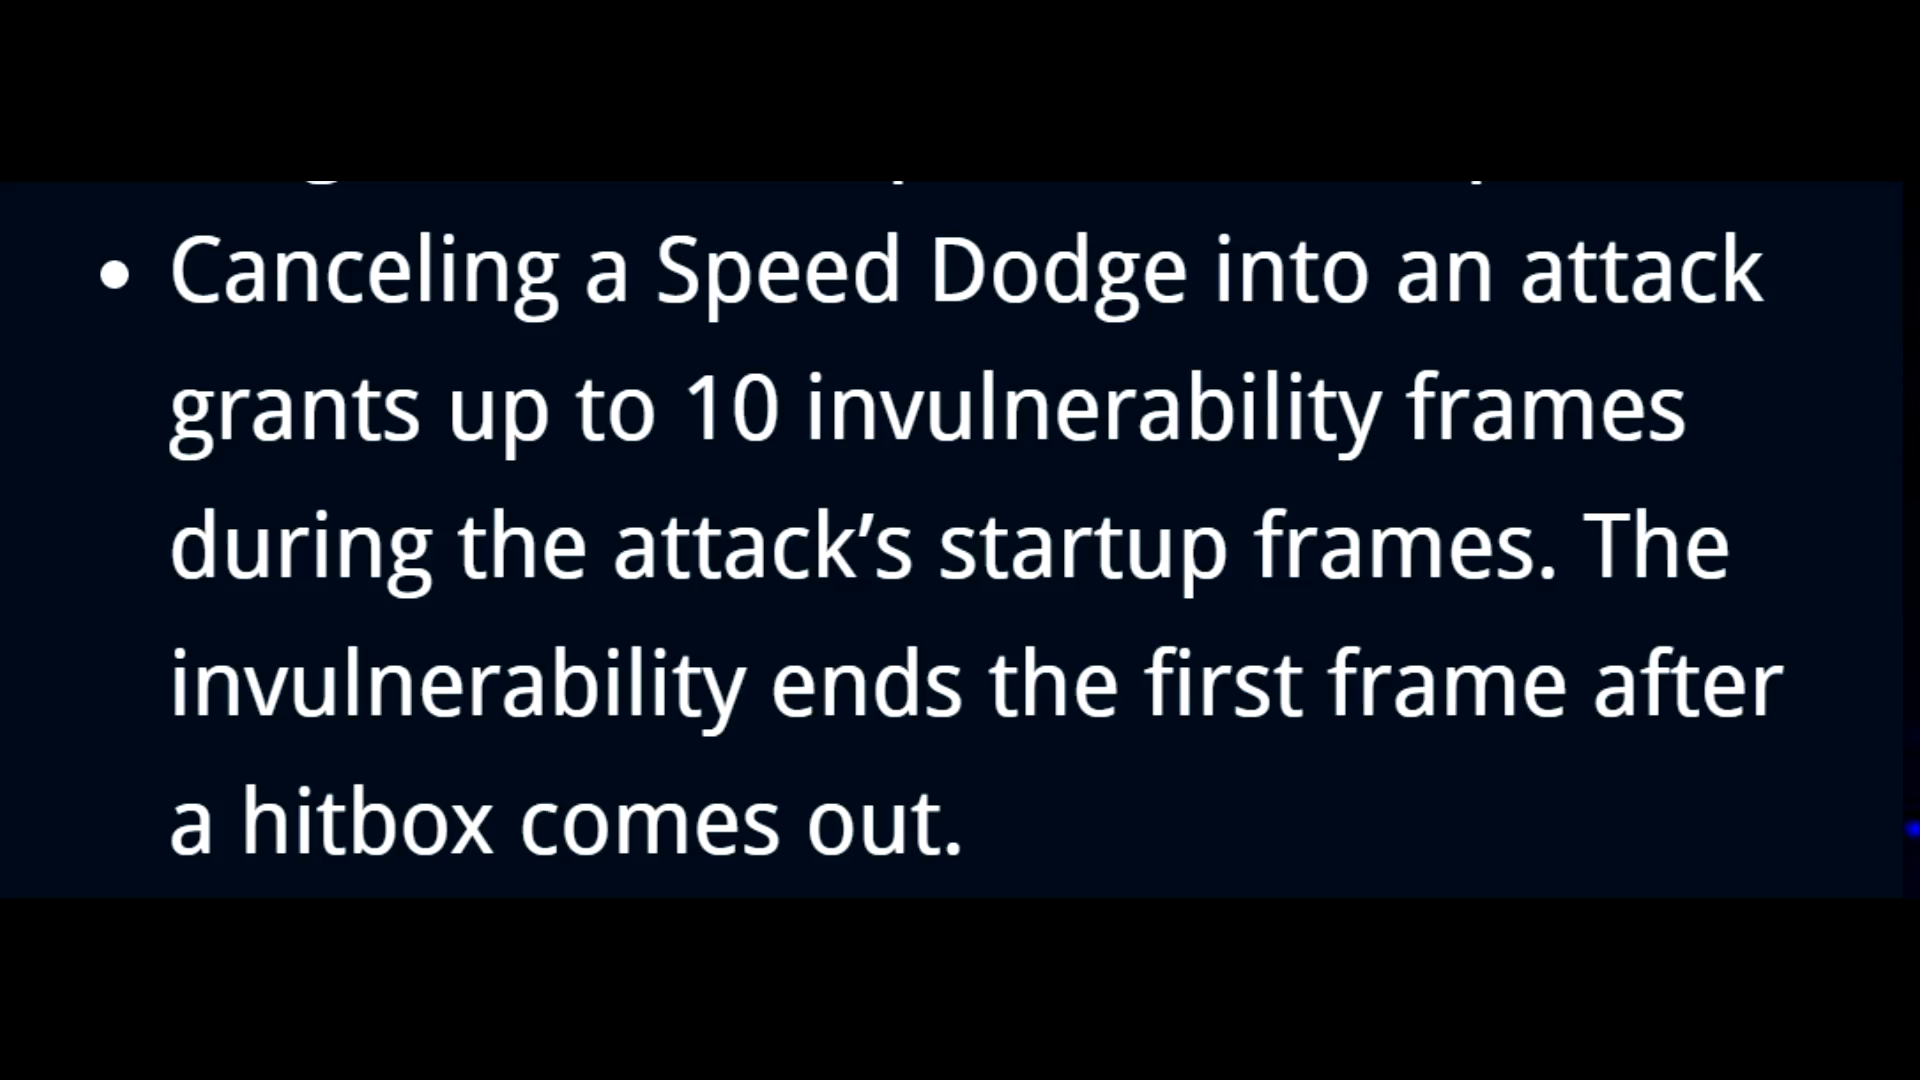 • Canceling a Speed Dodge into an attack
grants up to 10 invulnerability frames
during the attack’s startup frames. The
invulnerability ends the first frame after
a hitbox comes out.